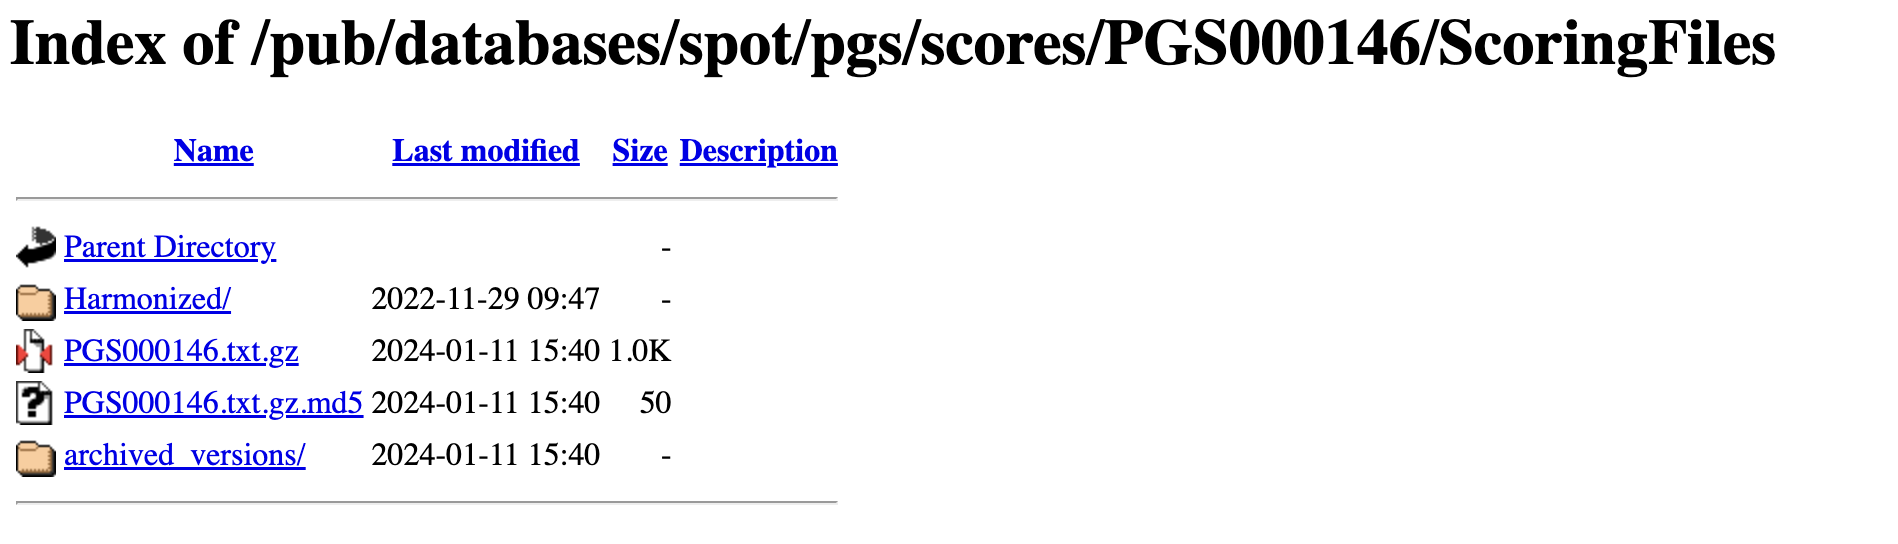 Index of /pub/databases/spot/pgs/scores/PGS000146/ScoringFiles
Name Last modified Size Description
Parent Directory -
Harmonized/ 2022-11-29 09:47 -
PGS000146.txt.gz 2024-01-11 15:40 1.0K
PGS000146.txt.gz.md5 2024-01-11 15:40 50
archived_versions/ 2024-01-11 15:40 -